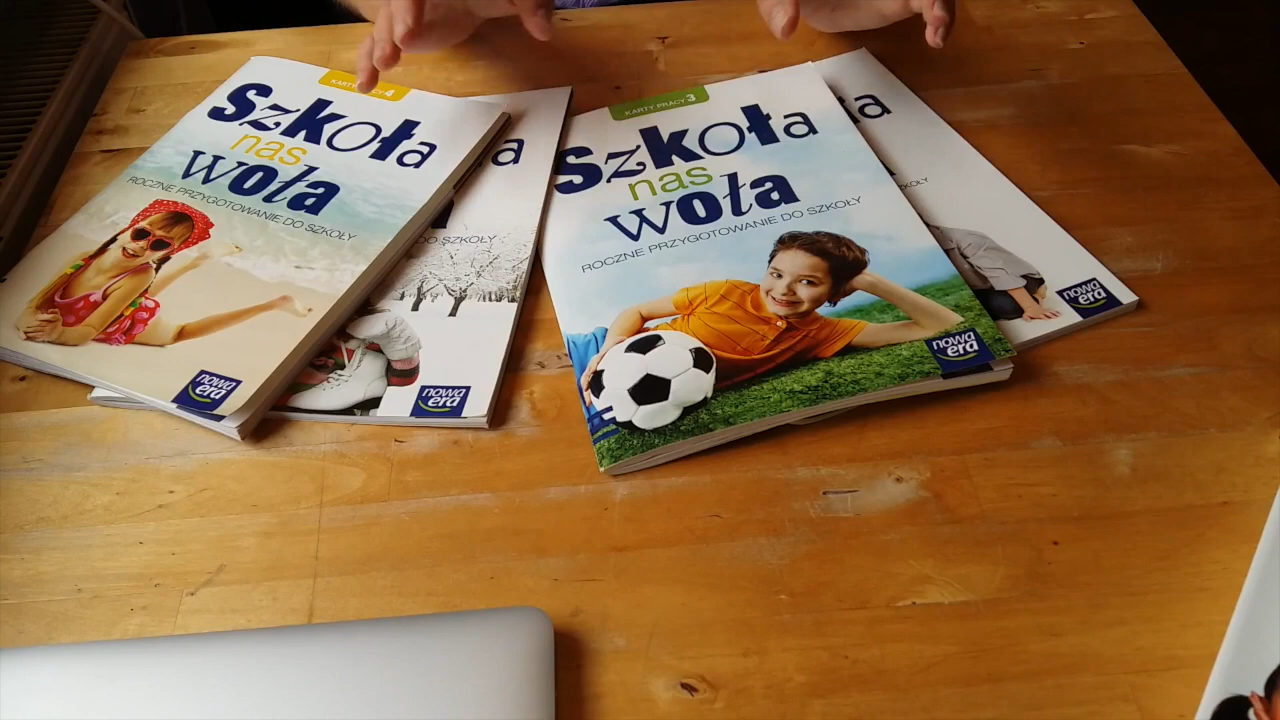 KARTY PRACY 4
Szkoła
nas
woła
ROCZNE PRZYGOTOWANIE DO SZKOŁY
nowa
era
DO SZKOŁY
nowa
era
KARTY PRACY 3
Szkoła
nas
woła
ROCZNE PRZYGOTOWANIE DO SZKOŁY
nowa
era
SZKOŁY
nowa
era